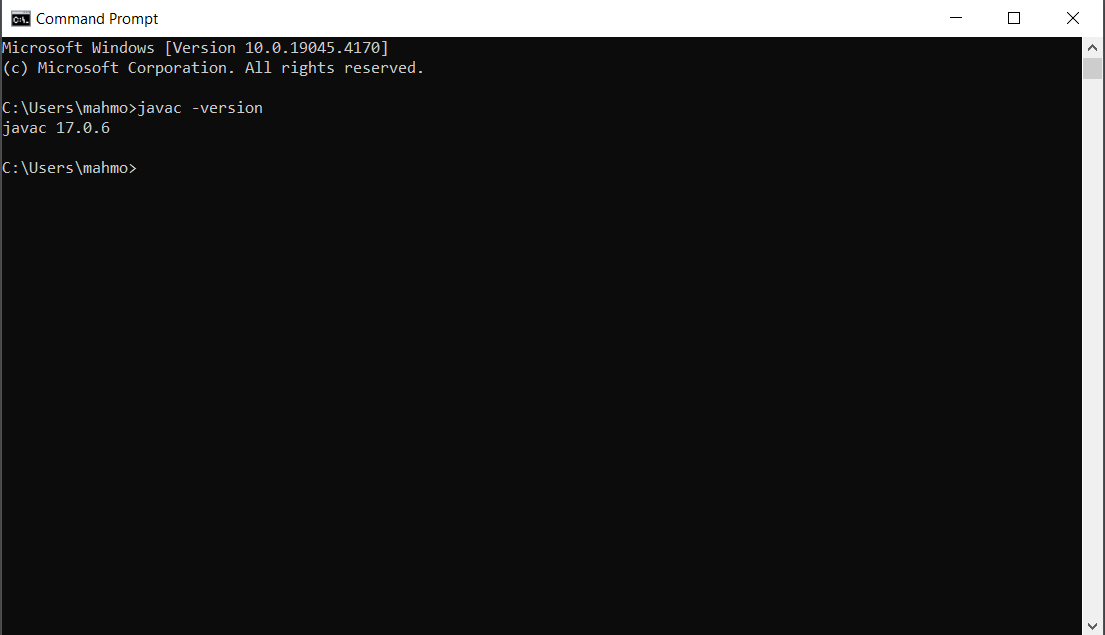 Command Prompt
Microsoft Windows [Version 10.0.19045.4170]
(c) Microsoft Corporation. All rights reserved.
C:\Users\mahmo>javac -version
javac 17.0.6
C:\Users\mahmo>